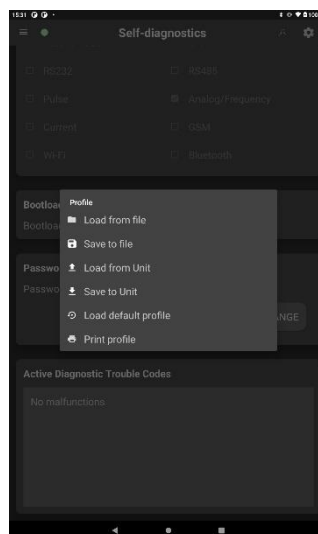 15:31
Self-diagnostics
RS232
RS485
Pulse
Analog/Frequency
Current
GSM
Wi-Fi
Bluetooth
Profile
Load from file
Save to file
Load from Unit
Save to Unit
Load default profile
Print profile
Bootloa
Bootloa
Passwo
Passwo
NGE
Active Diagnostic Trouble Codes
No malfunctions